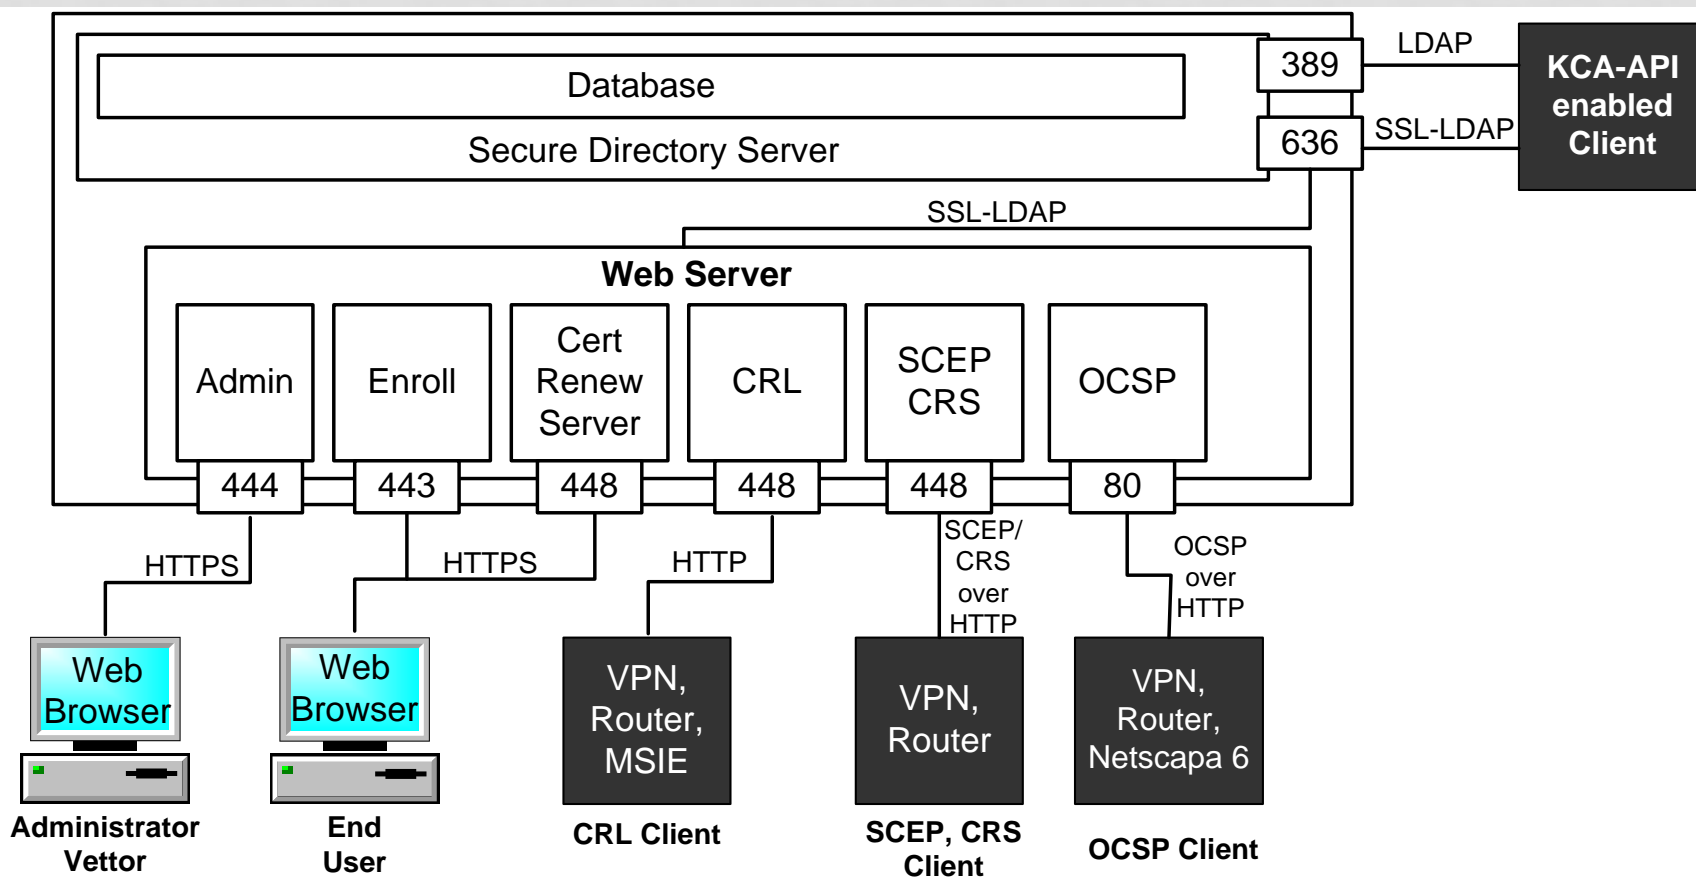 Database
Secure Directory Server
389
636
LDAP
SSL-LDAP
KCA-API
enabled
Client
SSL-LDAP
Web Server
Admin
Enroll
Cert
Renew
Server
CRL
SCEP
CRS
OCSP
444
443
448
448
448
80
HTTPS
HTTPS
HTTP
SCEP/
CRS
over
HTTP
OCSP
over
HTTP
Web
Browser
Web
Browser
VPN,
Router,
MSIE
VPN,
Router
VPN,
Router,
Netscapa 6
Administrator
Vettor
End
User
CRL Client
SCEP, CRS
Client
OCSP Client